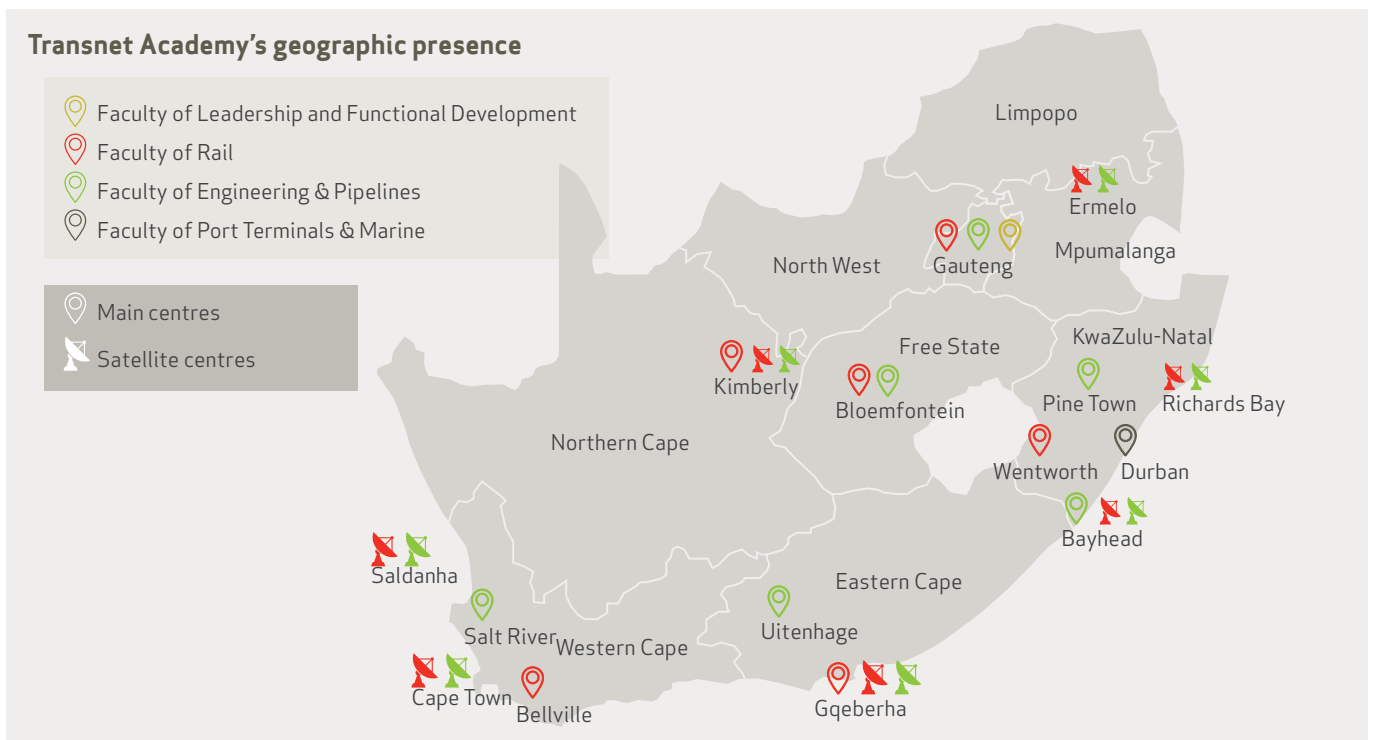 Transnet Academy's geographic presence
Faculty of Leadership and Functional Development
Faculty of Rail
Faculty of Engineering & Pipelines
Faculty of Port Terminals & Marine
Main centres
Satellite centres
Limpopo
Ermelo
Mpumalanga
North West
Gauteng
Free State
KwaZulu-Natal
Kimberly
Bloemfontein
Pine Town
Richards Bay
Northern Cape
Wentworth
Durban
Bayhead
Saldanha
Eastern Cape
Salt River
Western Cape
Uitenhage
Cape Town
Bellville
Gqeberha